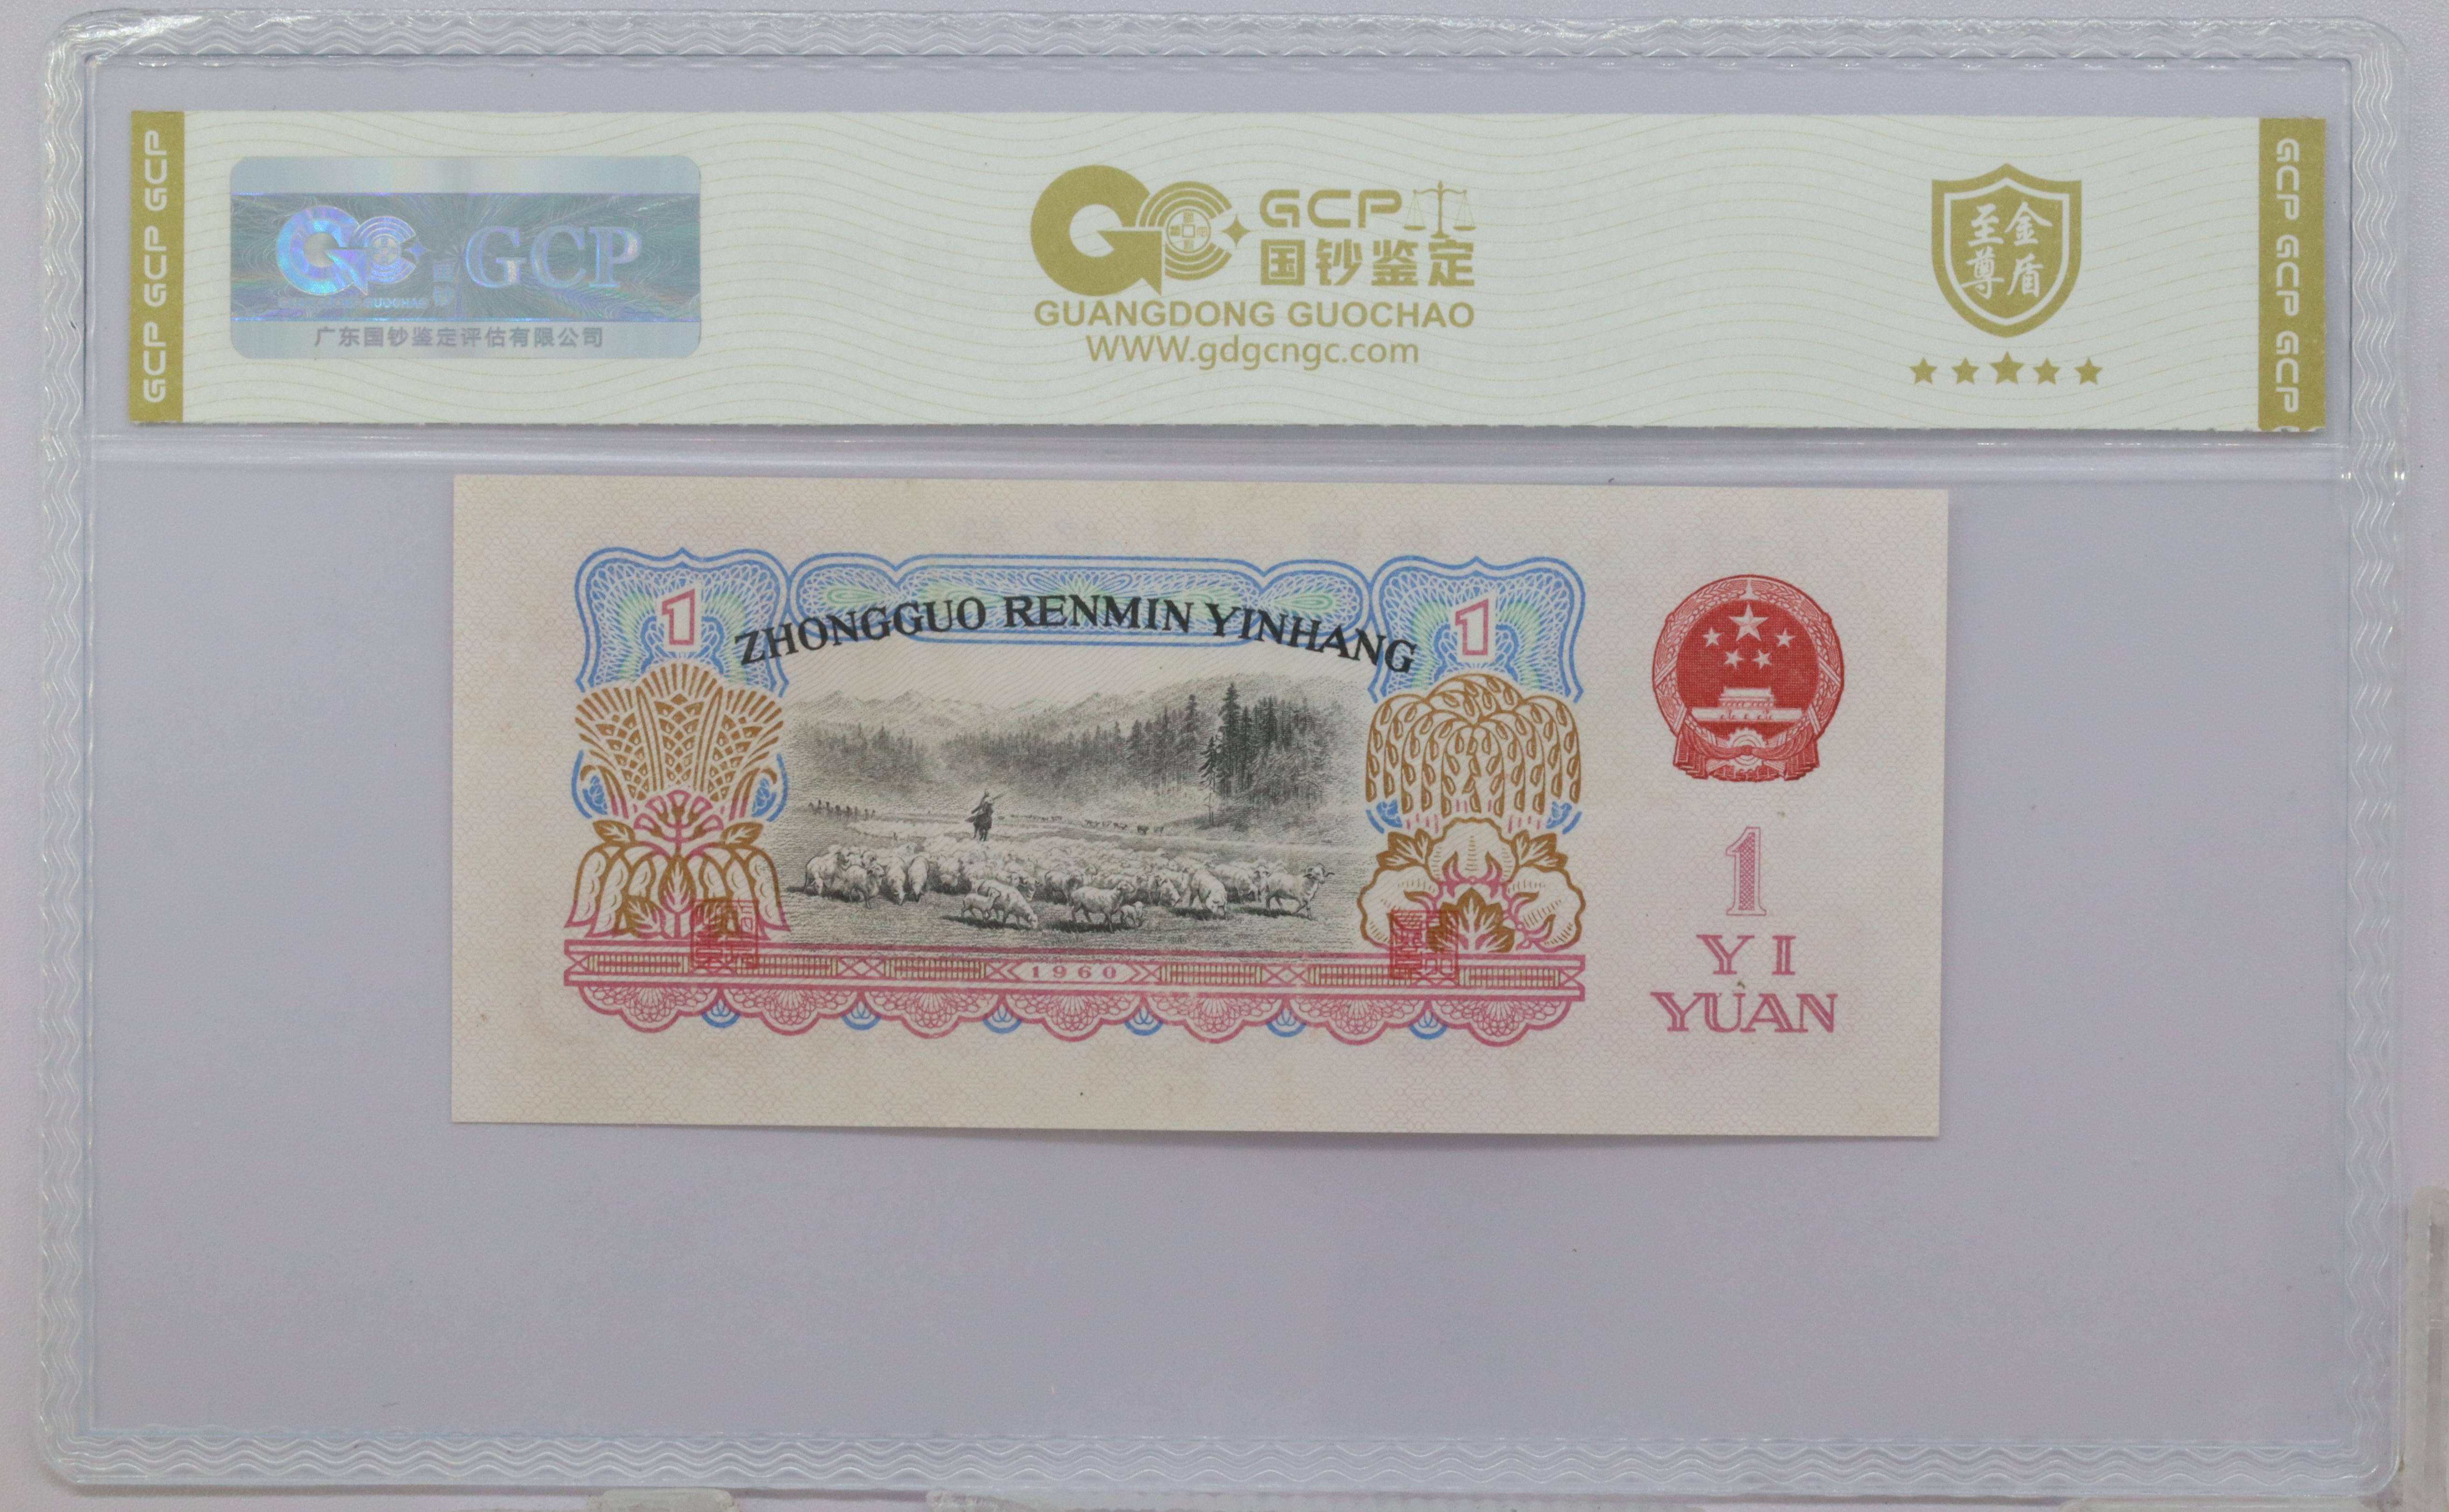 GCP GCP GCP
GCP
GUOCHAO
广东国钞鉴定评估有限公司
GCP
国钞鉴定
GUANGDONG GUOCHAO
WWW.gdgcngc.com
至尊
金盾
GCP GCP GCP
1
ZHONGGUO RENMIN YINHANG
1
1960
1
YI
YUAN